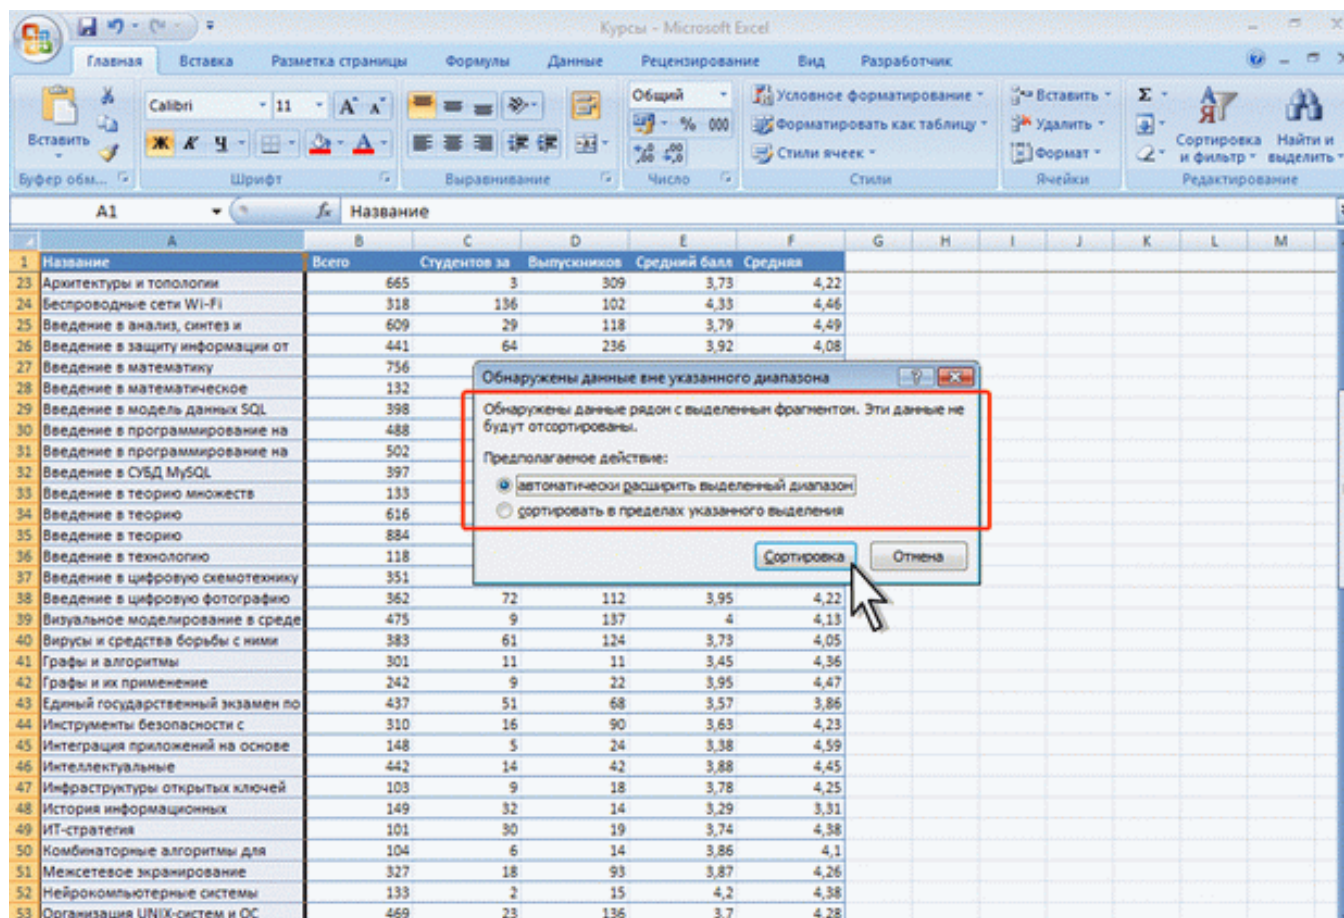 Курсы - Microsoft Excel
Главная Вставка Разметка страницы Формулы Данные Рецензирование Вид Разработчик
Вставить
Calibri 11
Ж К Ч
Общий
% 000
Условное форматирование
Форматировать как таблицу
Стили ячеек
Вставить
Удалить
Формат
Σ
Сортировка и фильтр
Найти и выделить
Буфер обм... Шрифт Выравнивание Число Стили Ячейки Редактирование
A1 fx Название
A B C D E F G H I J K L M
1 Название Всего Студентов за Выпускников Средний балл Средняя
23 Архитектуры и топологии 665 3 309 3,73 4,22
24 Беспроводные сети Wi-Fi 318 136 102 4,33 4,46
25 Введение в анализ, синтез и 609 29 118 3,79 4,49
26 Введение в защиту информации от 441 64 236 3,92 4,08
27 Введение в математику 756
28 Введение в математическое 132
29 Введение в модель данных SQL 398
30 Введение в программирование на 488
31 Введение в программирование на 502
32 Введение в СУБД MySQL 397
33 Введение в теорию множеств 133
34 Введение в теорию 616
35 Введение в теорию 884
36 Введение в технологию 118
37 Введение в цифровую схемотехнику 351
38 Введение в цифровую фотографию 362 72 112 3,95 4,22
39 Визуальное моделирование в среде 475 9 137 4 4,13
40 Вирусы и средства борьбы с ними 383 61 124 3,73 4,05
41 Графы и алгоритмы 301 11 11 3,45 4,36
42 Графы и их применение 242 9 22 3,95 4,47
43 Единый государственный экзамен по 437 51 68 3,57 3,86
44 Инструменты безопасности с 310 16 90 3,63 4,23
45 Интеграция приложений на основе 148 5 24 3,38 4,59
46 Интеллектуальные 442 14 42 3,88 4,45
47 Инфраструктуры открытых ключей 103 9 18 3,78 4,25
48 История информационных 149 32 14 3,29 3,31
49 ИТ-стратегия 101 30 19 3,74 4,38
50 Комбинаторные алгоритмы для 104 6 14 3,86 4,1
51 Межсетевое экранирование 327 18 93 3,87 4,26
52 Нейрокомпьютерные системы 133 2 15 4,2 4,38
53 Организация UNIX-систем и ОС 469 23 136 3,7 4,28
Обнаружены данные вне указанного диапазона
Обнаружены данные рядом с выделенным фрагментом. Эти данные не
будут отсортированы.
Предполагаемое действие:
автоматически расширить выделенный диапазон
сортировать в пределах указанного выделения
Сортировка Отмена